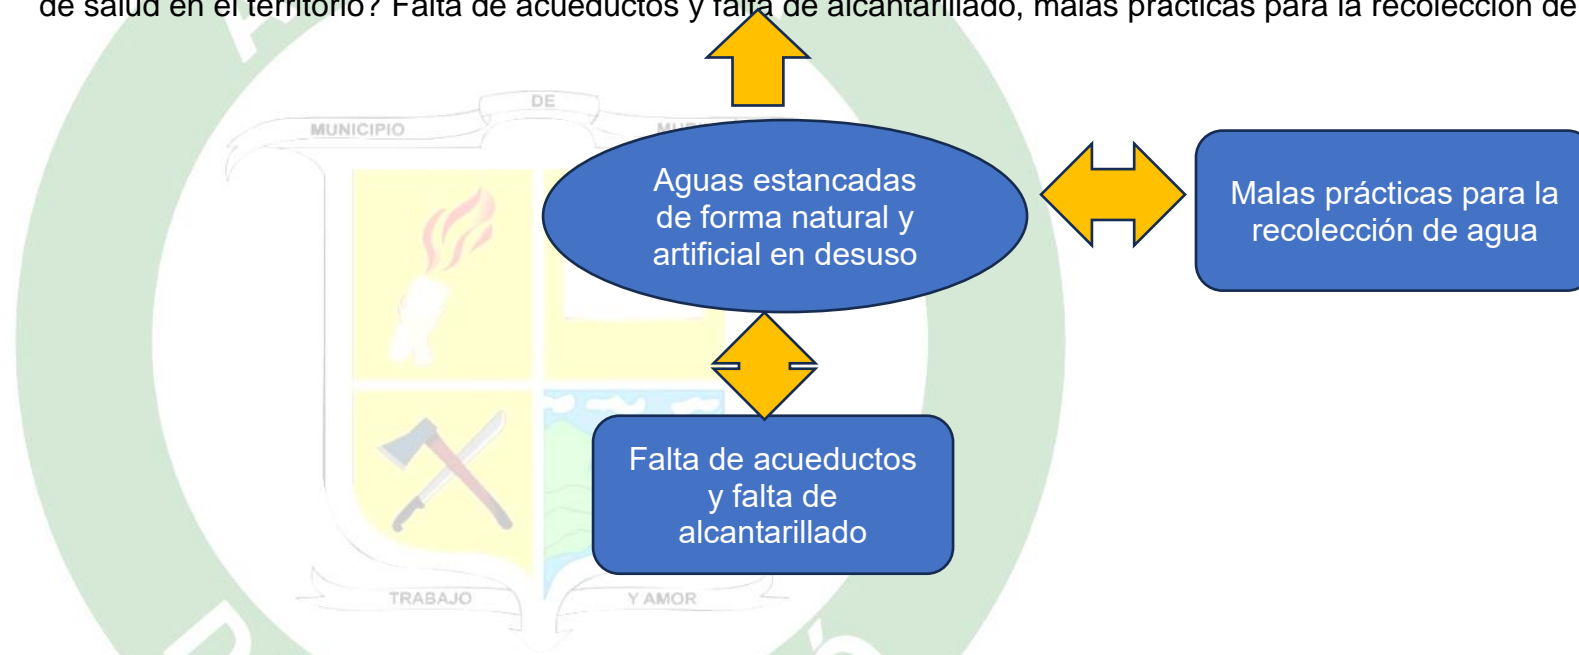 de salud en el territorio? Falta de acueductos y falta de alcantarillado, malas prácticas para la recolección de
DE
MUNICIPIO
Aguas estancadas
de forma natural y
artificial en desuso
Malas prácticas para la
recolección de agua
Falta de acueductos
y falta de
alcantarillado
TRABAJO
Y AMOR